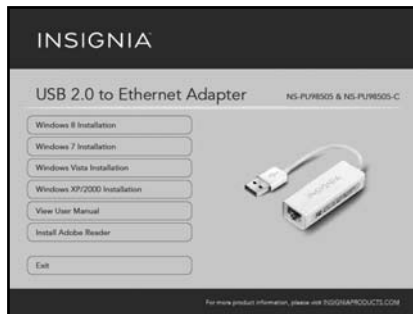 INSIGNIA
USB 2.0 to Ethernet Adapter NS-PU98505 & NS-PU98505-C
Windows 8 Installation
Windows 7 Installation
Windows Vista Installation
Windows XP/2000 Installation
View User Manual
Install Adobe Reader
Exit
For more product information, please visit INSIGNIAPRODUCTS.COM